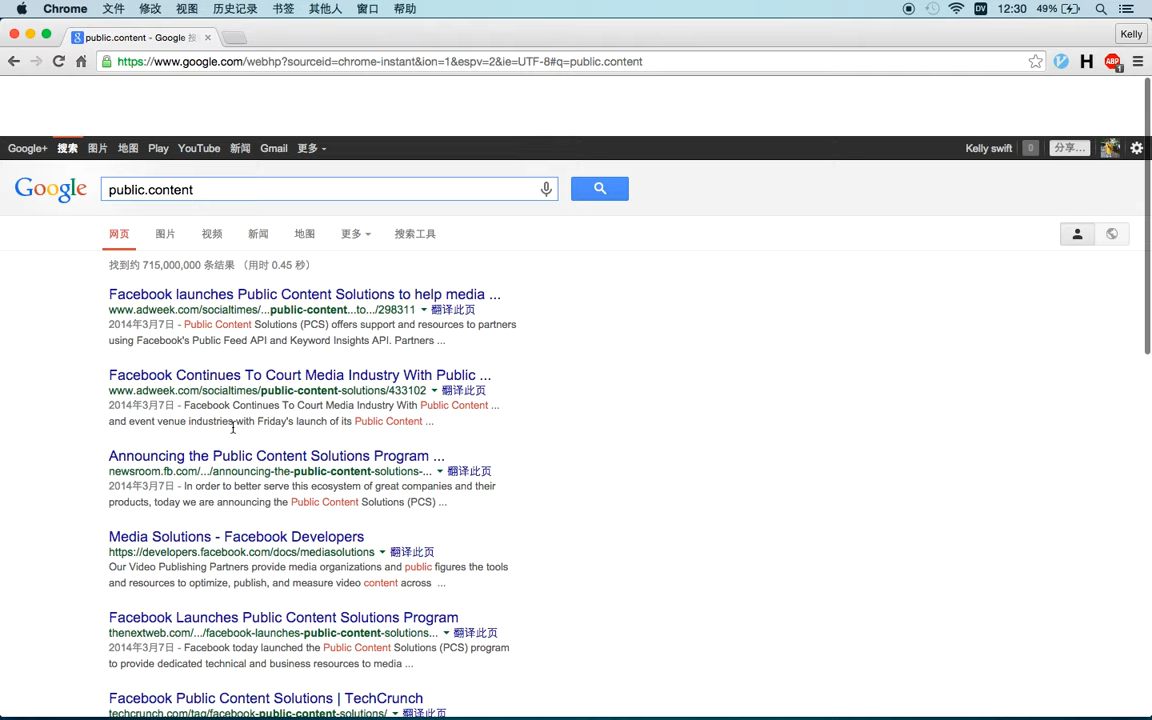 Chrome 文件 修改 视图 历史记录 书签 其他人 窗口 帮助 DV 12:30 49%
public.content - Google 搜 Kelly
https://www.google.com/webhp?sourceid=chrome-instant&ion=1&espv=2&ie=UTF-8#q=public.content H ABP 1
Google+ 搜索 图片 地图 Play YouTube 新闻 Gmail 更多 Kelly swift 0 分享...
Google public.content
网页 图片 视频 新闻 地图 更多 搜索工具
找到约 715,000,000 条结果 （用时 0.45 秒）
Facebook launches Public Content Solutions to help media ...
www.adweek.com/socialtimes/...public-content...to.../298311 翻译此页
2014年3月7日 - Public Content Solutions (PCS) offers support and resources to partners
using Facebook's Public Feed API and Keyword Insights API. Partners ...
Facebook Continues To Court Media Industry With Public ...
www.adweek.com/socialtimes/public-content-solutions/433102 翻译此页
2014年3月7日 - Facebook Continues To Court Media Industry With Public Content ...
and event venue industries with Friday's launch of its Public Content ...
Announcing the Public Content Solutions Program ...
newsroom.fb.com/.../announcing-the-public-content-solutions-... 翻译此页
2014年3月7日 - In order to better serve this ecosystem of great companies and their
products, today we are announcing the Public Content Solutions (PCS) ...
Media Solutions - Facebook Developers
https://developers.facebook.com/docs/mediasolutions 翻译此页
Our Video Publishing Partners provide media organizations and public figures the tools
and resources to optimize, publish, and measure video content across ...
Facebook Launches Public Content Solutions Program
thenextweb.com/.../facebook-launches-public-content-solutions... 翻译此页
2014年3月7日 - Facebook today launched the Public Content Solutions (PCS) program
to provide dedicated technical and business resources to media ...
Facebook Public Content Solutions | TechCrunch
techcrunch.com/tag/facebook-public-content-solutions/ 翻译此页